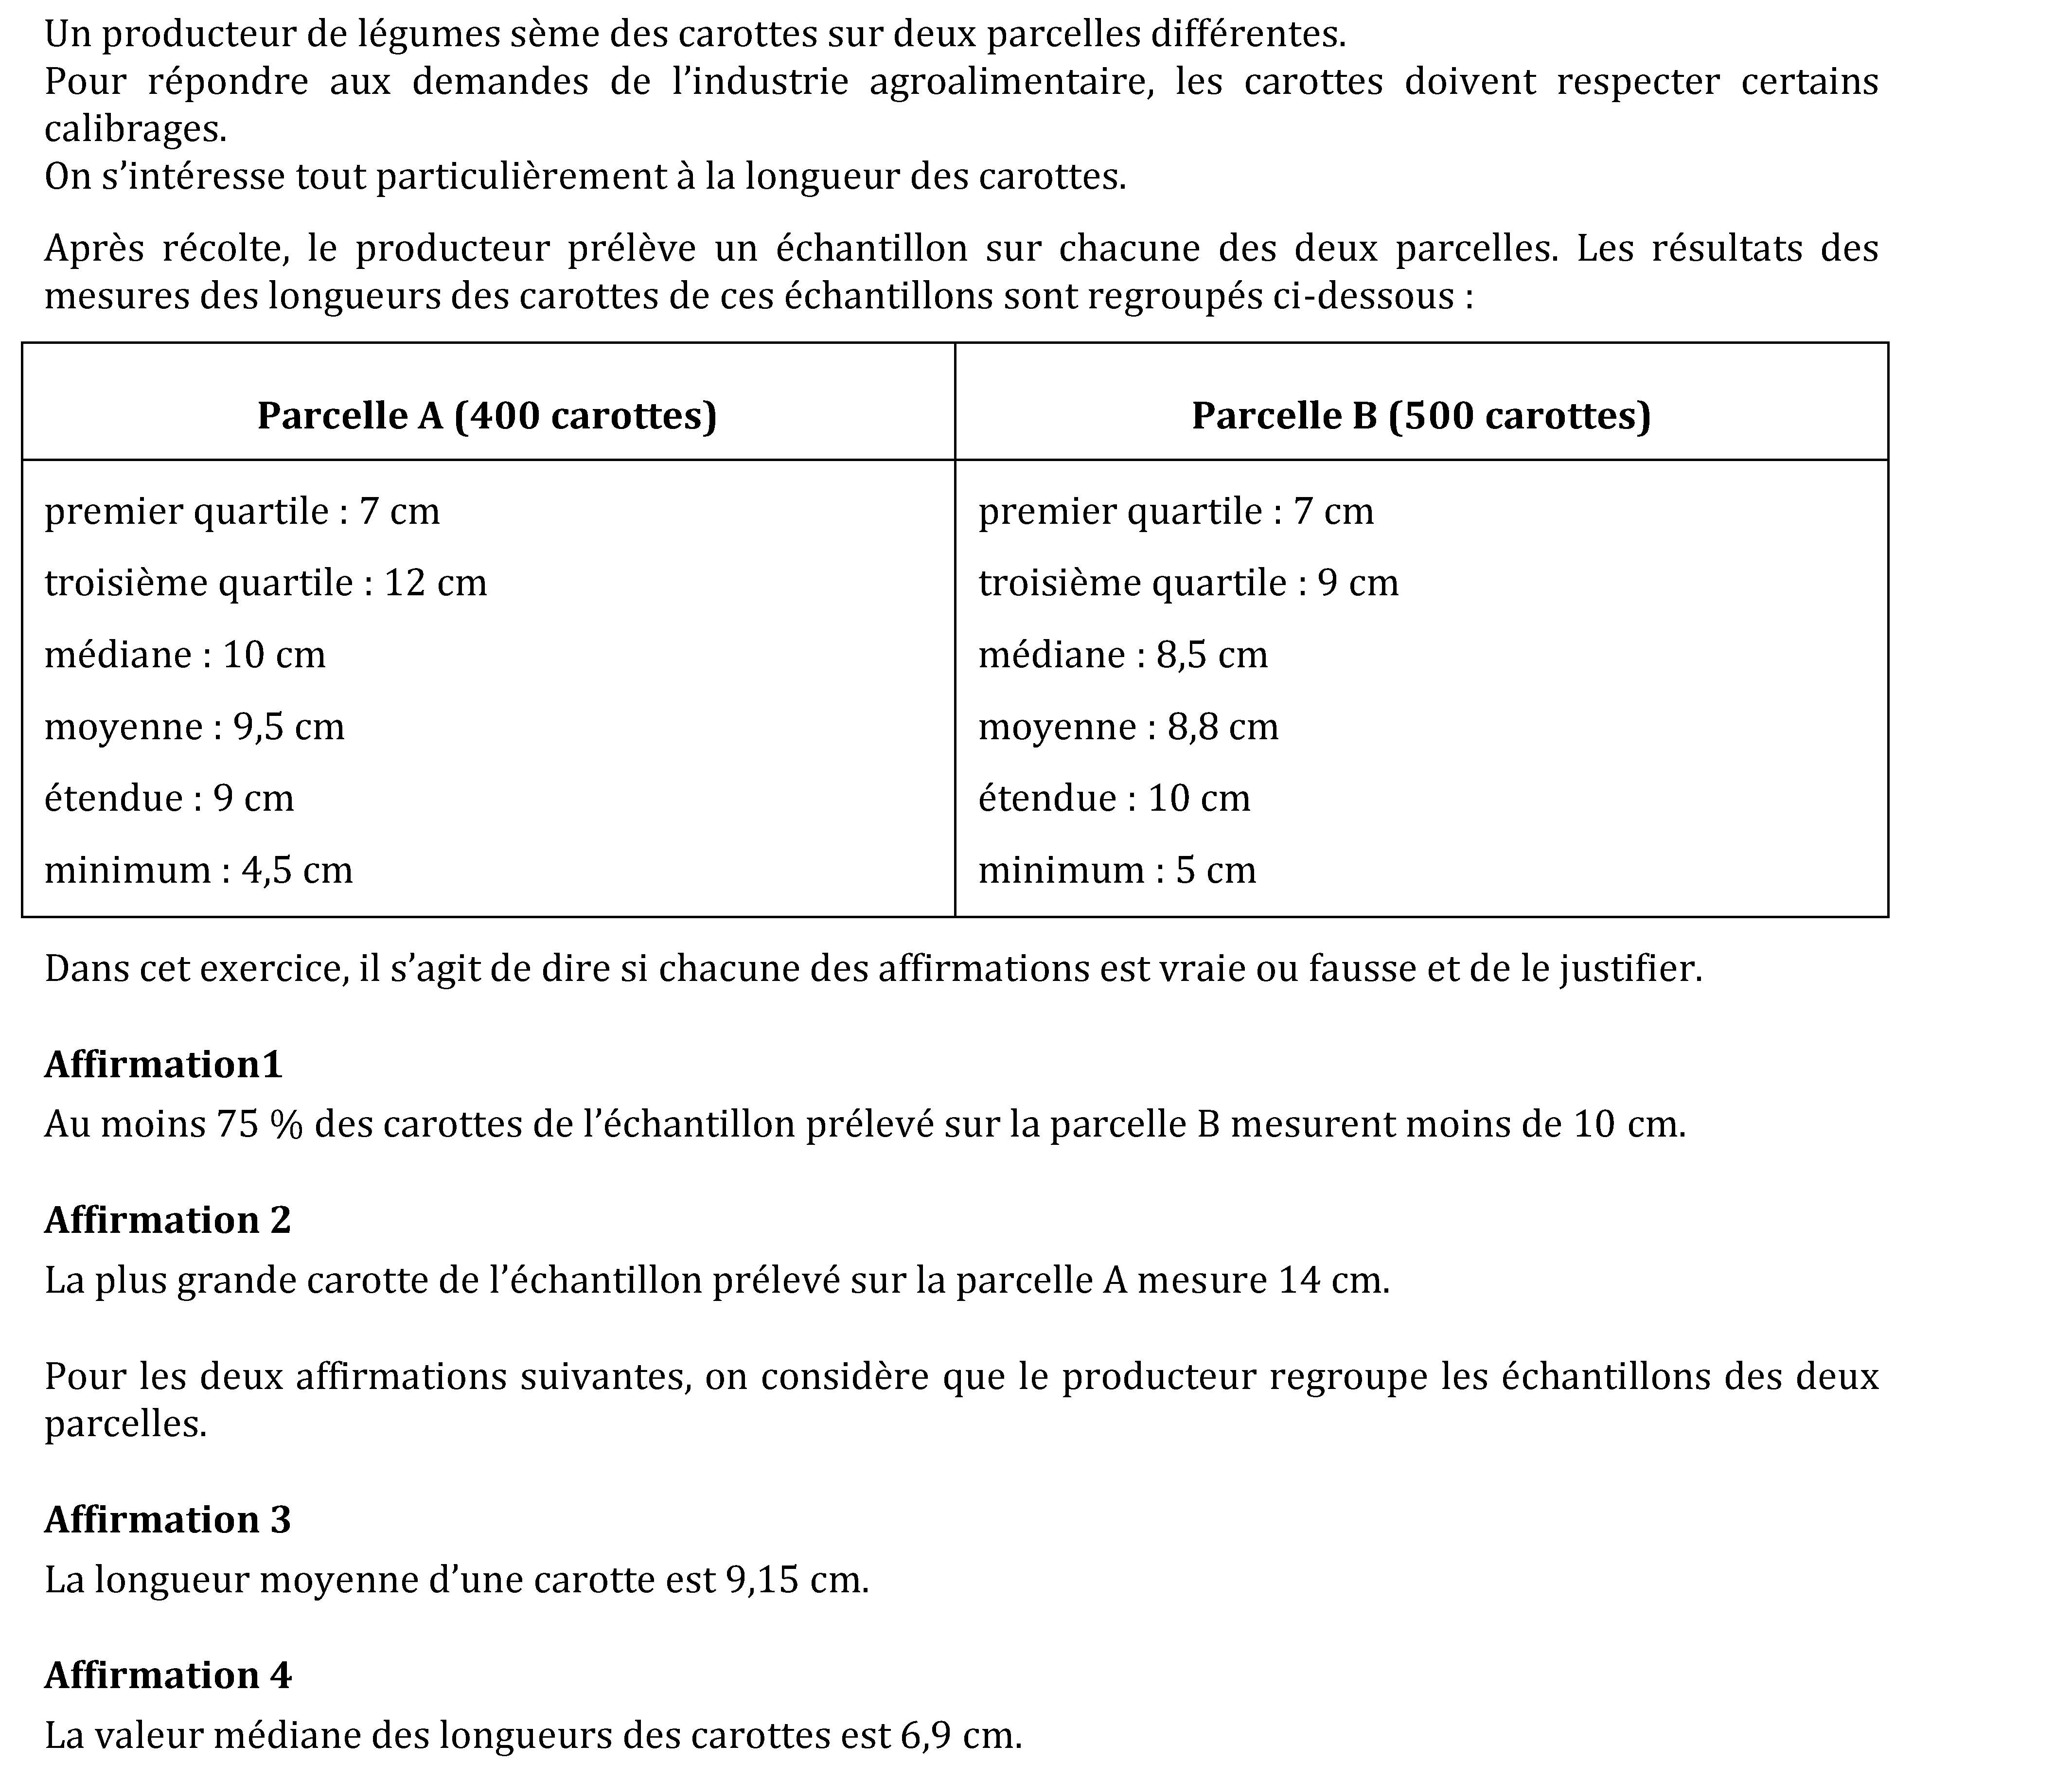 Un producteur de légumes sème des carottes sur deux parcelles différentes.
Pour répondre aux demandes de l’industrie agroalimentaire, les carottes doivent respecter certains
calibrages.
On s’intéresse tout particulièrement à la longueur des carottes.
Après récolte, le producteur prélève un échantillon sur chacune des deux parcelles. Les résultats des
mesures des longueurs des carottes de ces échantillons sont regroupés ci-dessous :
Parcelle A (400 carottes)
Parcelle B (500 carottes)
premier quartile : 7 cm
troisième quartile : 12 cm
médiane : 10 cm
moyenne : 9,5 cm
étendue : 9 cm
minimum : 4,5 cm
premier quartile : 7 cm
troisième quartile : 9 cm
médiane : 8,5 cm
moyenne : 8,8 cm
étendue : 10 cm
minimum : 5 cm
Dans cet exercice, il s’agit de dire si chacune des affirmations est vraie ou fausse et de le justifier.
Affirmation1
Au moins 75 % des carottes de l’échantillon prélevé sur la parcelle B mesurent moins de 10 cm.
Affirmation 2
La plus grande carotte de l’échantillon prélevé sur la parcelle A mesure 14 cm.
Pour les deux affirmations suivantes, on considère que le producteur regroupe les échantillons des deux
parcelles.
Affirmation 3
La longueur moyenne d’une carotte est 9,15 cm.
Affirmation 4
La valeur médiane des longueurs des carottes est 6,9 cm.